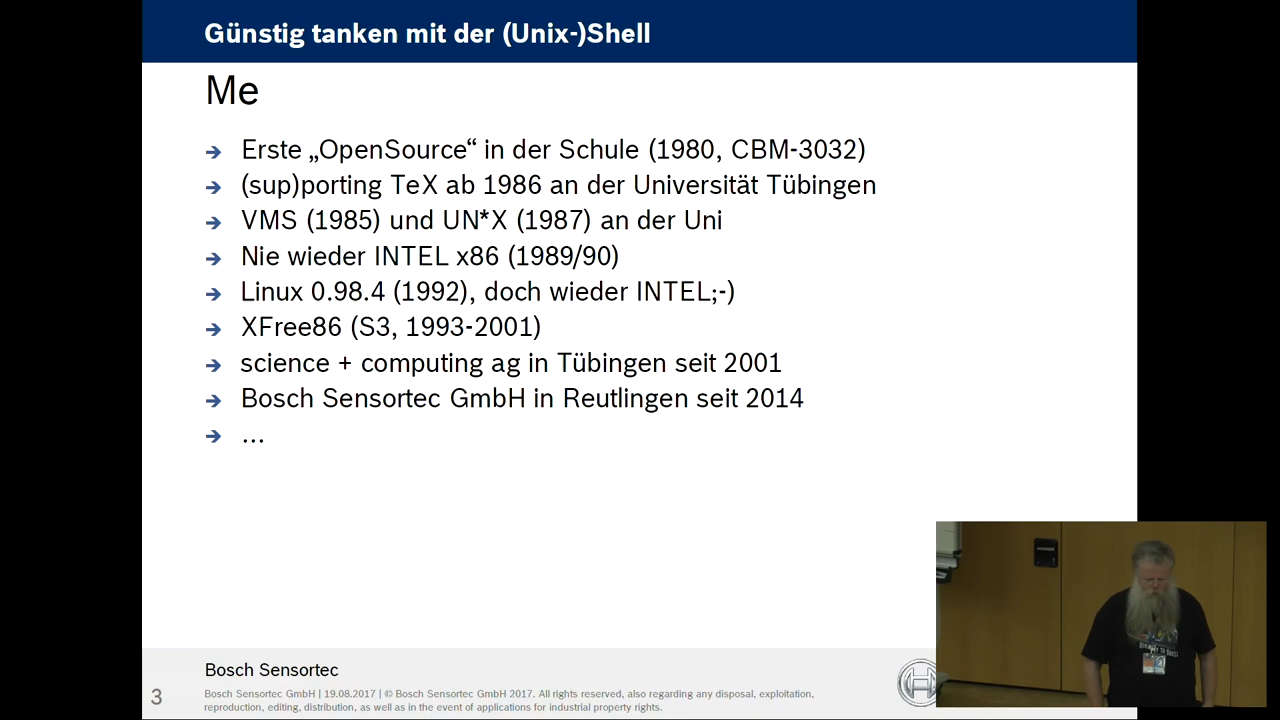 Günstig tanken mit der (Unix-)Shell
Me
Erste „OpenSource“ in der Schule (1980, CBM-3032)
(sup)porting TeX ab 1986 an der Universität Tübingen
VMS (1985) und UN*X (1987) an der Uni
Nie wieder INTEL x86 (1989/90)
Linux 0.98.4 (1992), doch wieder INTEL;-)
XFree86 (S3, 1993-2001)
science + computing ag in Tübingen seit 2001
Bosch Sensortec GmbH in Reutlingen seit 2014
...
Bosch Sensortec
3
Bosch Sensortec GmbH | 19.08.2017 | © Bosch Sensortec GmbH 2017. All rights reserved, also regarding any disposal, exploitation,
reproduction, editing, distribution, as well as in the event of applications for industrial property rights.